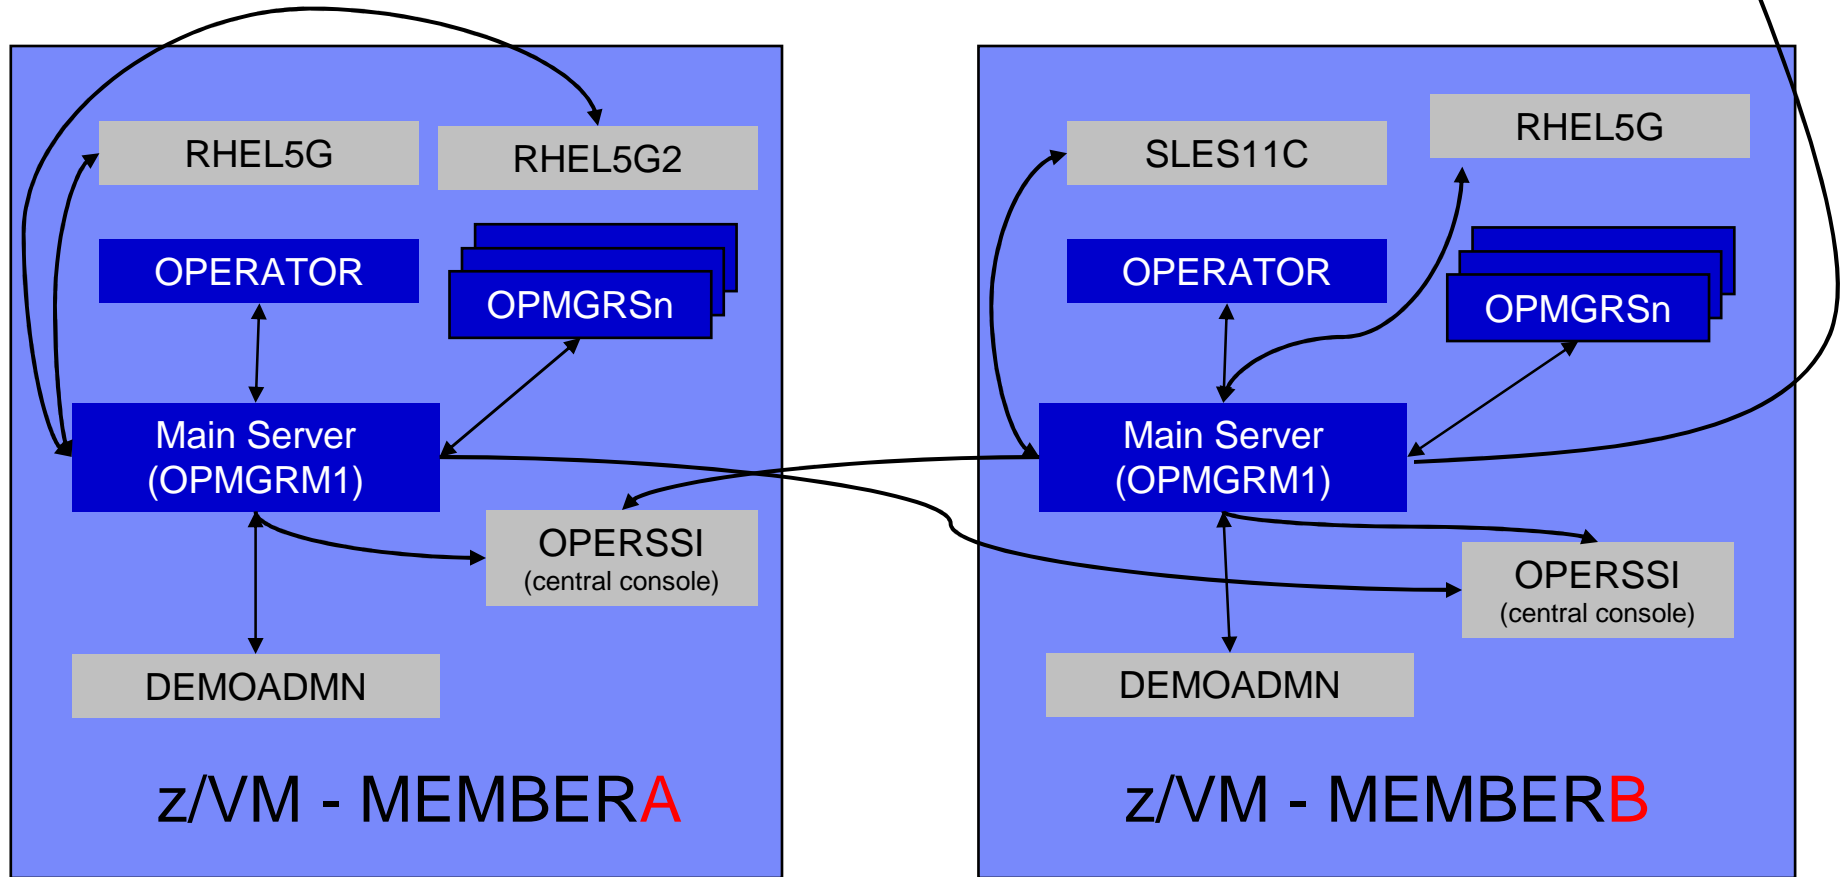 RHEL5G
RHEL5G2
OPERATOR
OPMGRSn
Main Server
(OPMGRM1)
OPERSSI
(central console)
DEMOADMN
z/VM - MEMBERA
SLES11C
RHEL5G
OPERATOR
OPMGRSn
Main Server
(OPMGRM1)
OPERSSI
(central console)
DEMOADMN
z/VM - MEMBERB